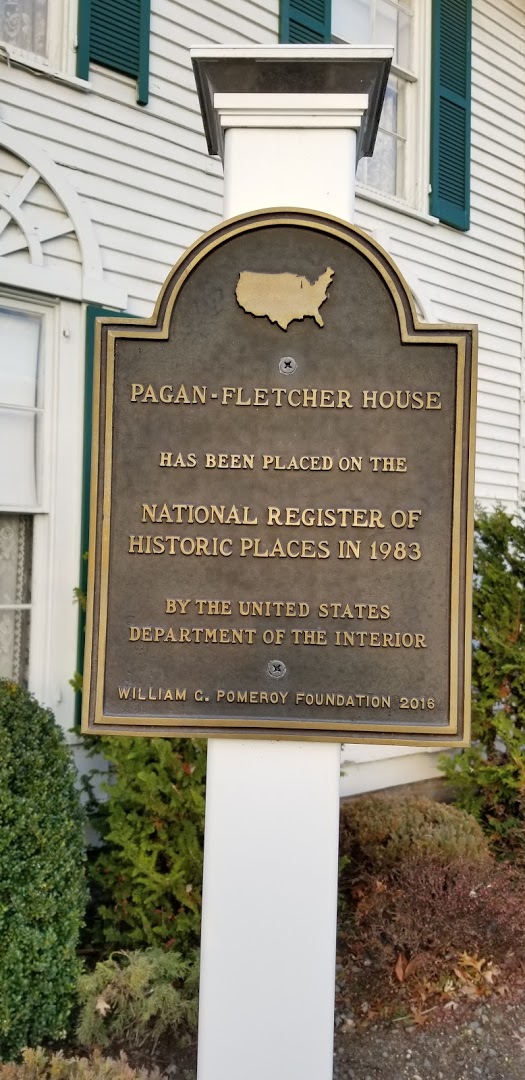 PAGAN-FLETCHER HOUSE
HAS BEEN PLACED ON THE
NATIONAL REGISTER OF
HISTORIC PLACES IN 1983
BY THE UNITED STATES
DEPARTMENT OF THE INTERIOR
WILLIAM G. POMEROY FOUNDATION 2016